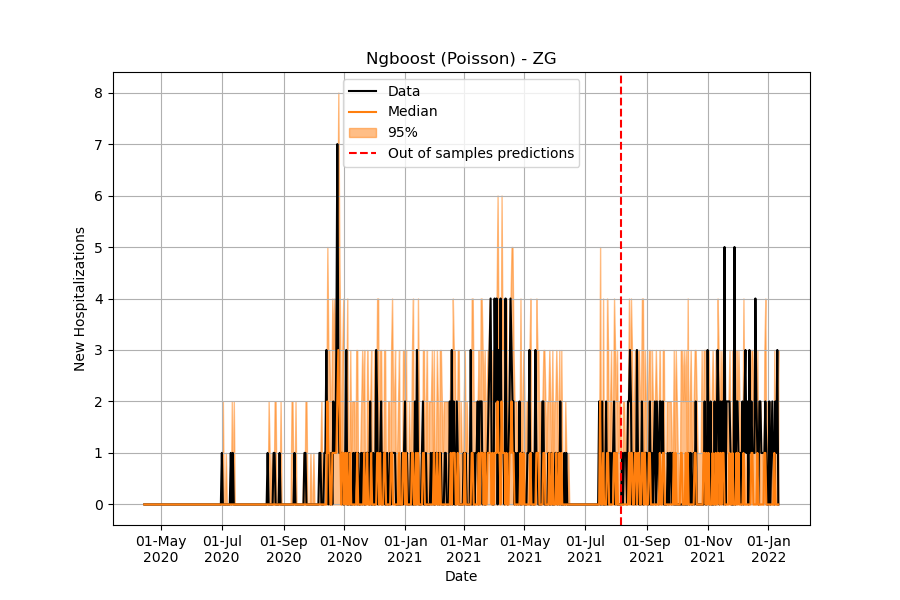 Ngboost (Poisson) - ZG
Data
Median
95%
Out of samples predictions
New Hospitalizations
8
7
6
5
4
3
2
1
0
01-May 2020
01-Jul 2020
01-Sep 2020
01-Nov 2020
01-Jan 2021
01-Mar 2021
01-May 2021
01-Jul 2021
01-Sep 2021
01-Nov 2021
01-Jan 2022
Date